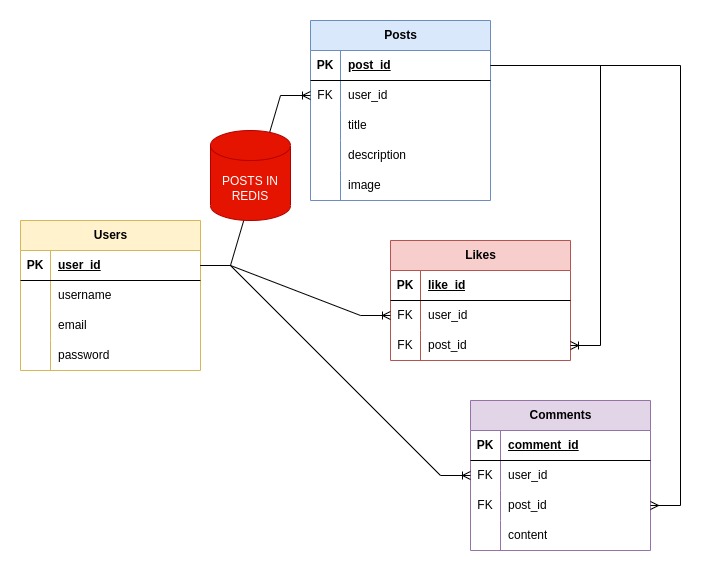 Posts
PK post_id
FK user_id
title
description
image
POSTS IN
REDIS
Users
PK user_id
username
email
password
Likes
PK like_id
FK user_id
FK post_id
Comments
PK comment_id
FK user_id
FK post_id
content